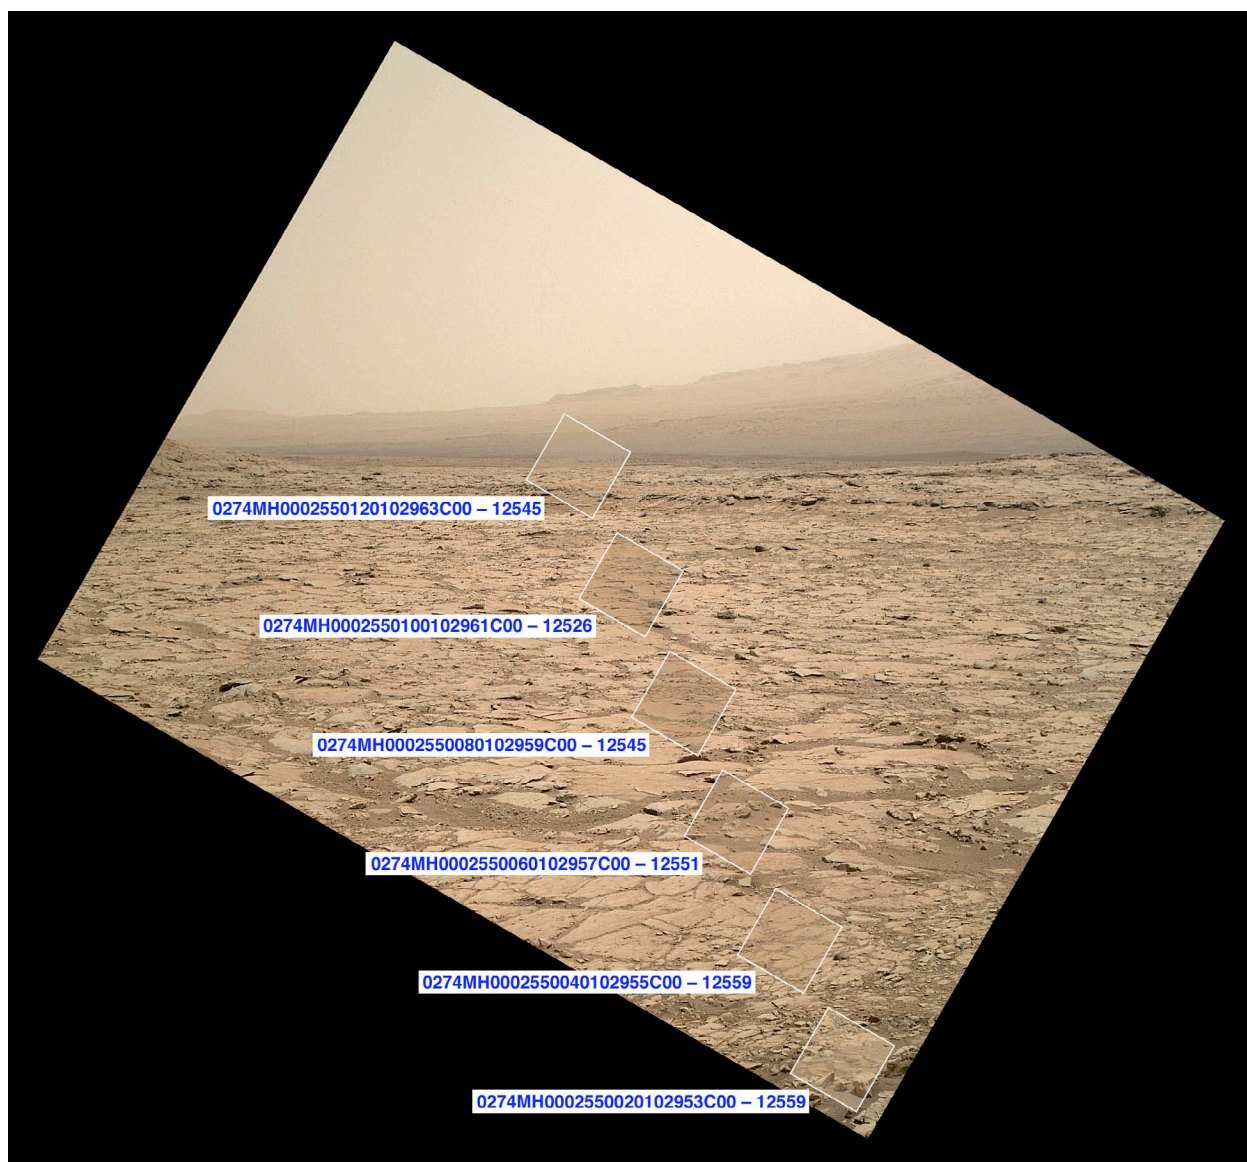 0274MH0002550120102963C00 – 12545
0274MH0002550100102961C00 – 12526
0274MH0002550080102959C00 – 12545
0274MH0002550060102957C00 – 12551
0274MH0002550040102955C00 – 12559
0274MH0002550020102953C00 – 12559